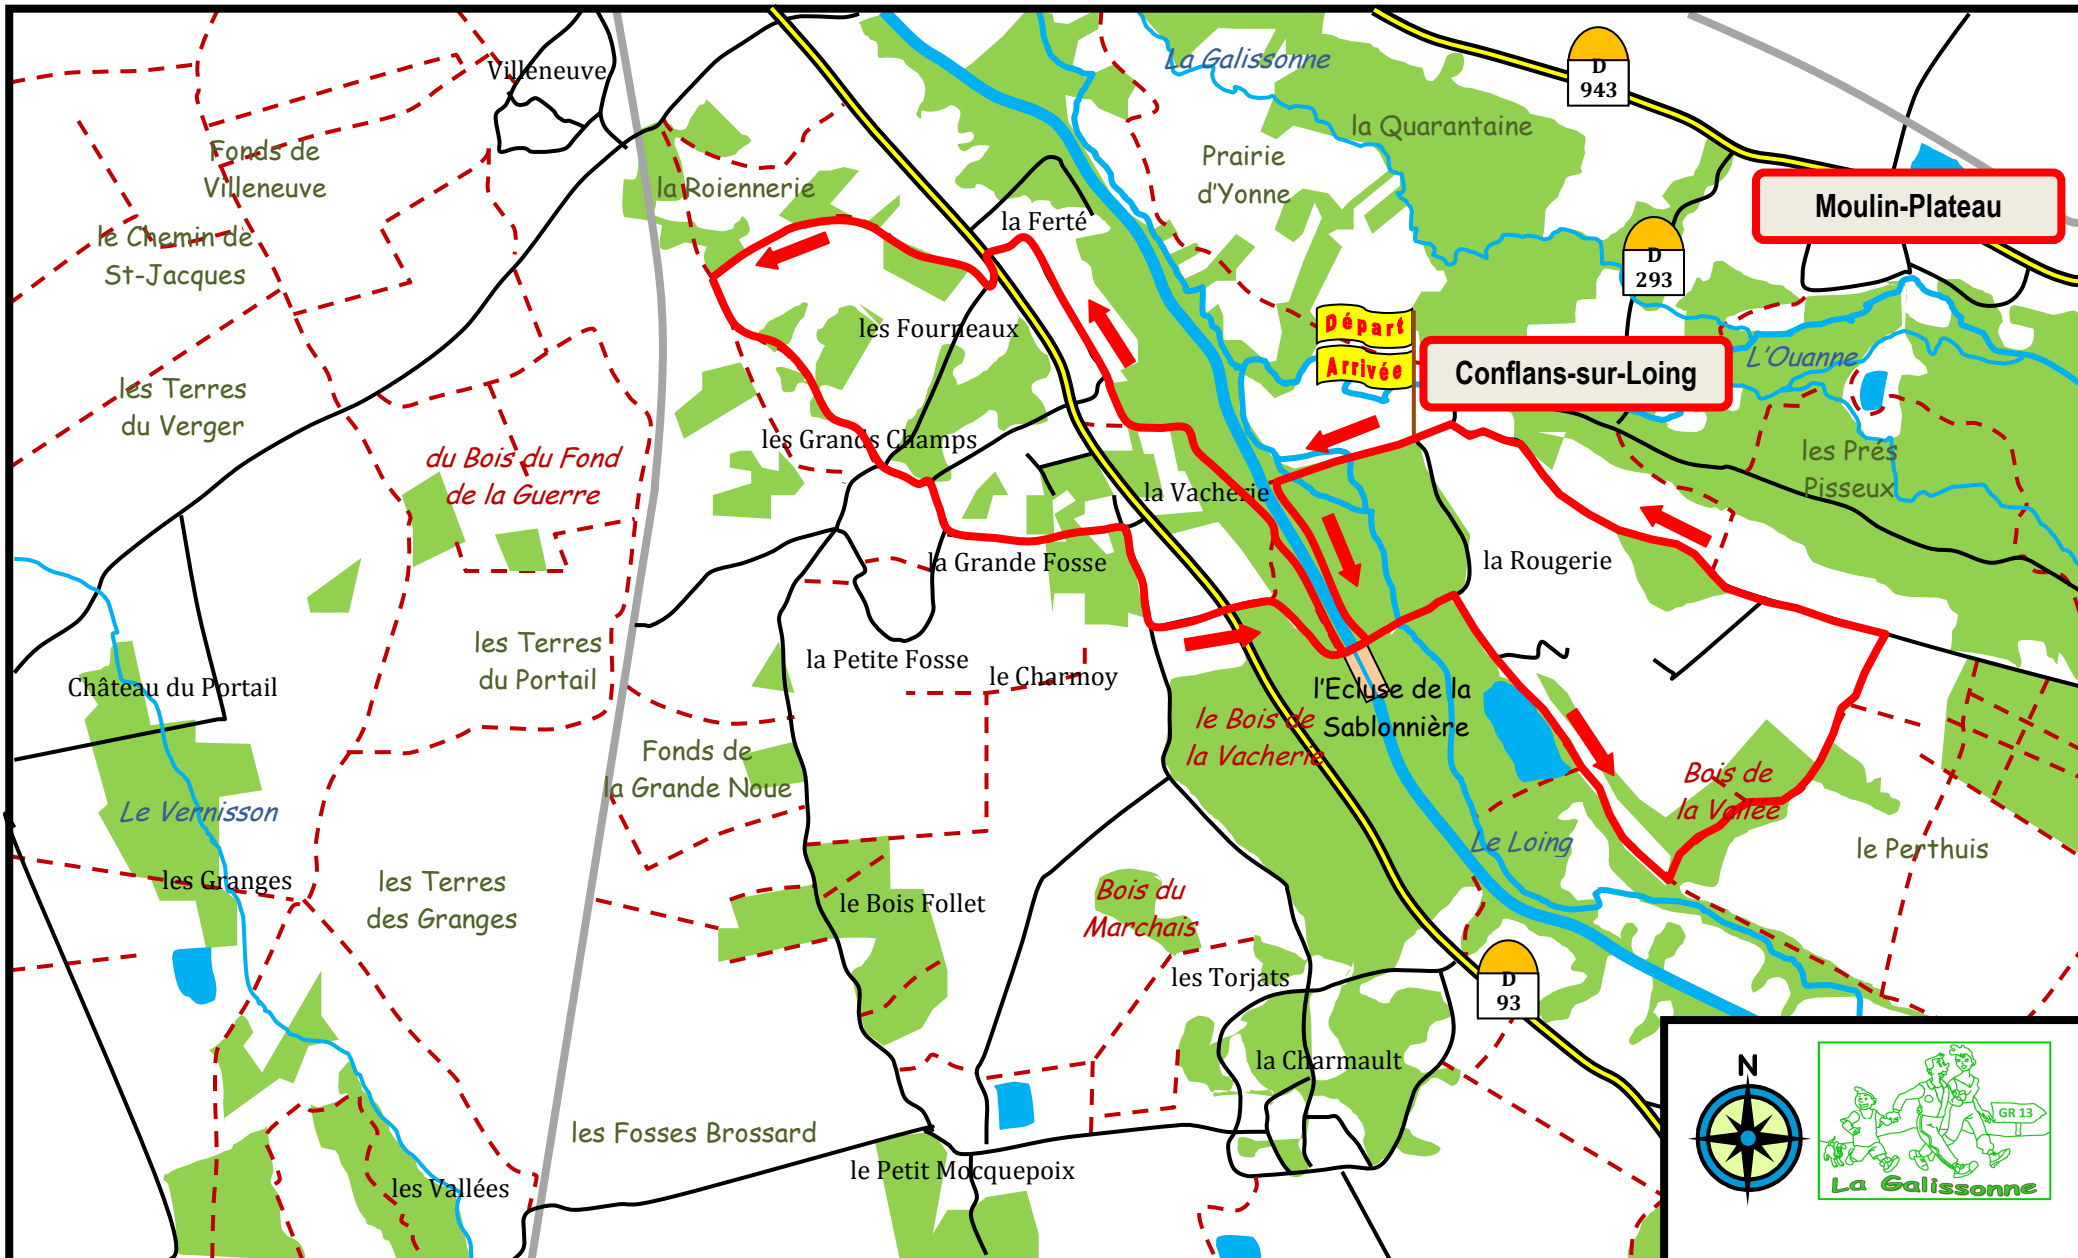 Villeneuve
La Galissonne
D
943
la Quarantaine
Fonds de
Villeneuve
Prairie
d'Yonne
la Roiennerie
Moulin-Plateau
la Ferté
le Chemin de
St-Jacques
D
293
les Fourneaux
Départ
Arrivée
Conflans-sur-Loing
L'Ouanne
les Terres
du Verger
les Grands Champs
du Bois du Fond
de la Guerre
les Prés
Pisseux
la Vacherie
la Grande Fosse
la Rougerie
les Terres
du Portail
la Petite Fosse
le Charmoy
Château du Portail
l'Ecluse de la
Sablonnière
le Bois de
la Vacherie
Fonds de
la Grande Noue
Bois de
la Vallée
Le Vernisson
Le Loing
le Perthuis
les Granges
les Terres
des Granges
le Bois Follet
Bois du
Marchais
les Torjats
D
93
la Charmault
N
GR 13
La Galissonne
les Fosses Brossard
le Petit Mocquepoix
les Vallées